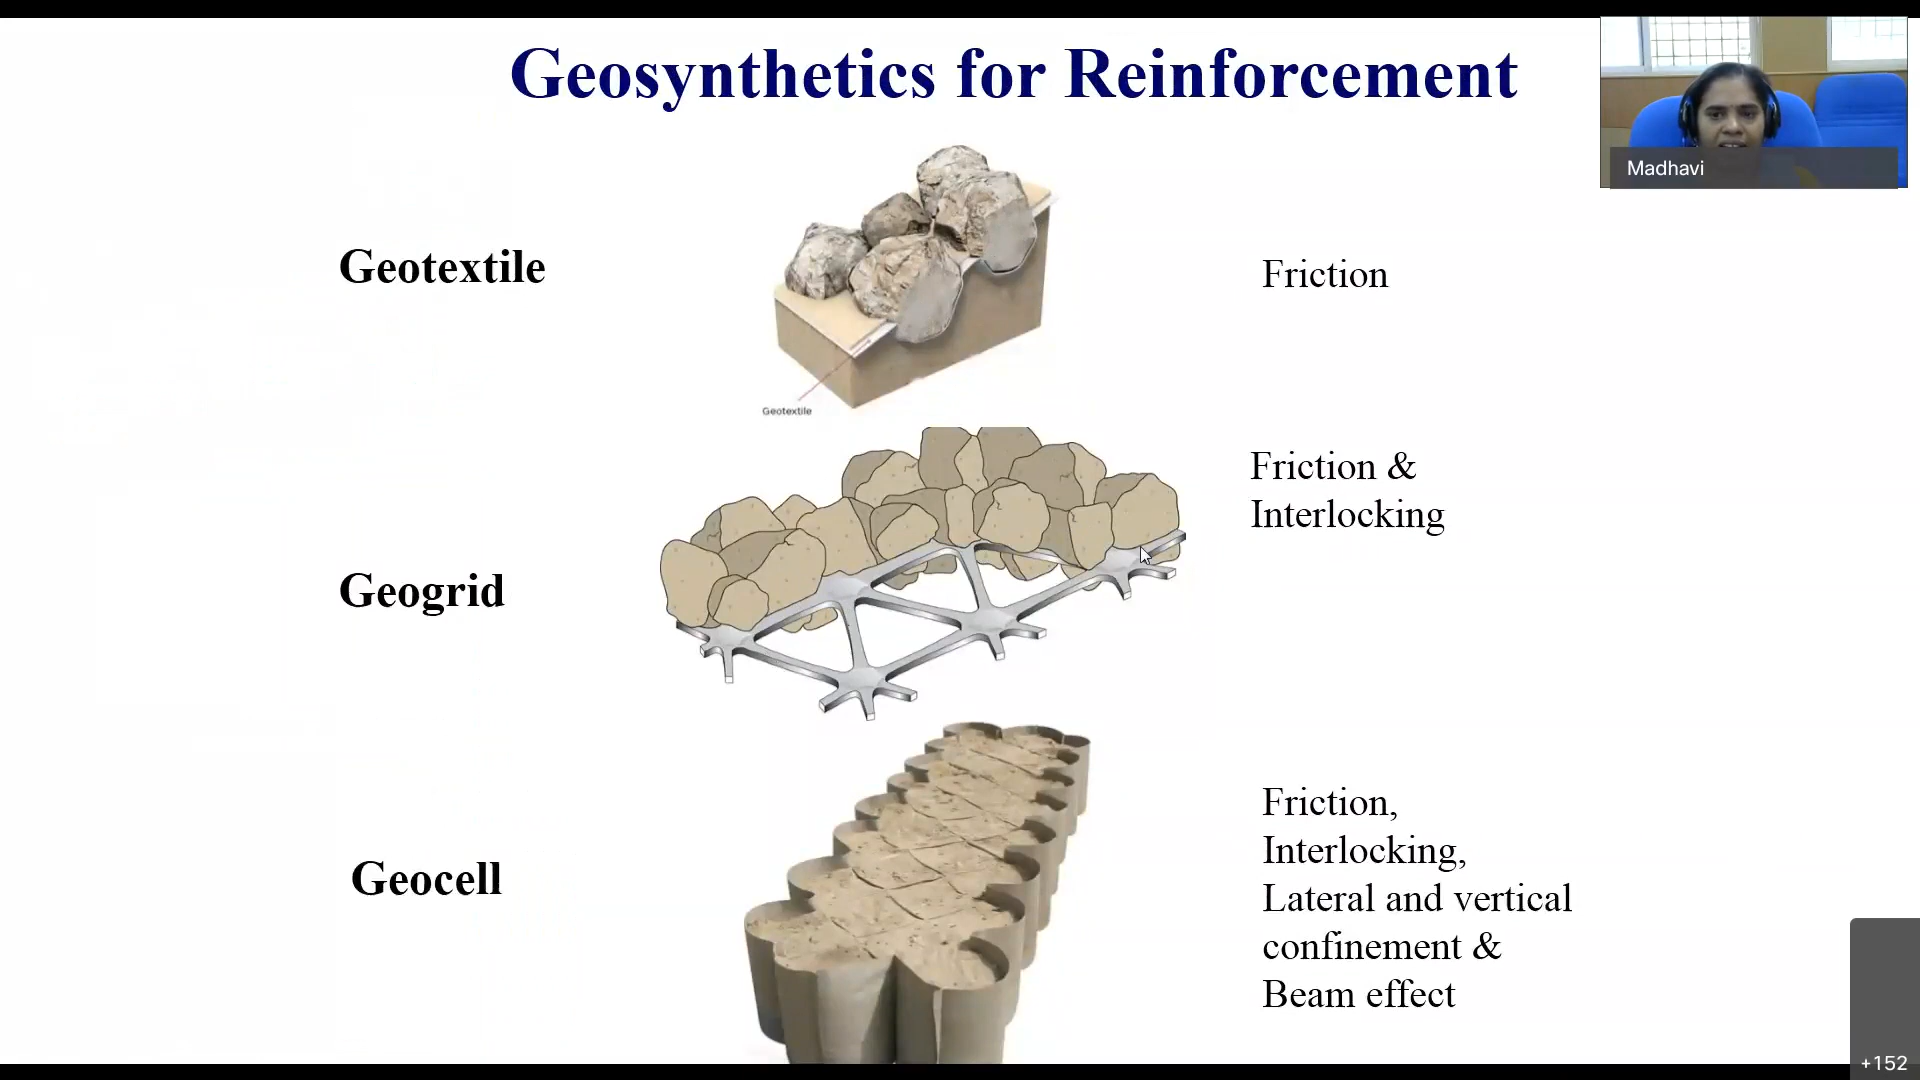 Geosynthetics for Reinforcement
Madhavi
Geotextile
Friction
Geotextile
Friction &
Interlocking
Geogrid
Geocell
Friction,
Interlocking,
Lateral and vertical
confinement &
Beam effect
+152